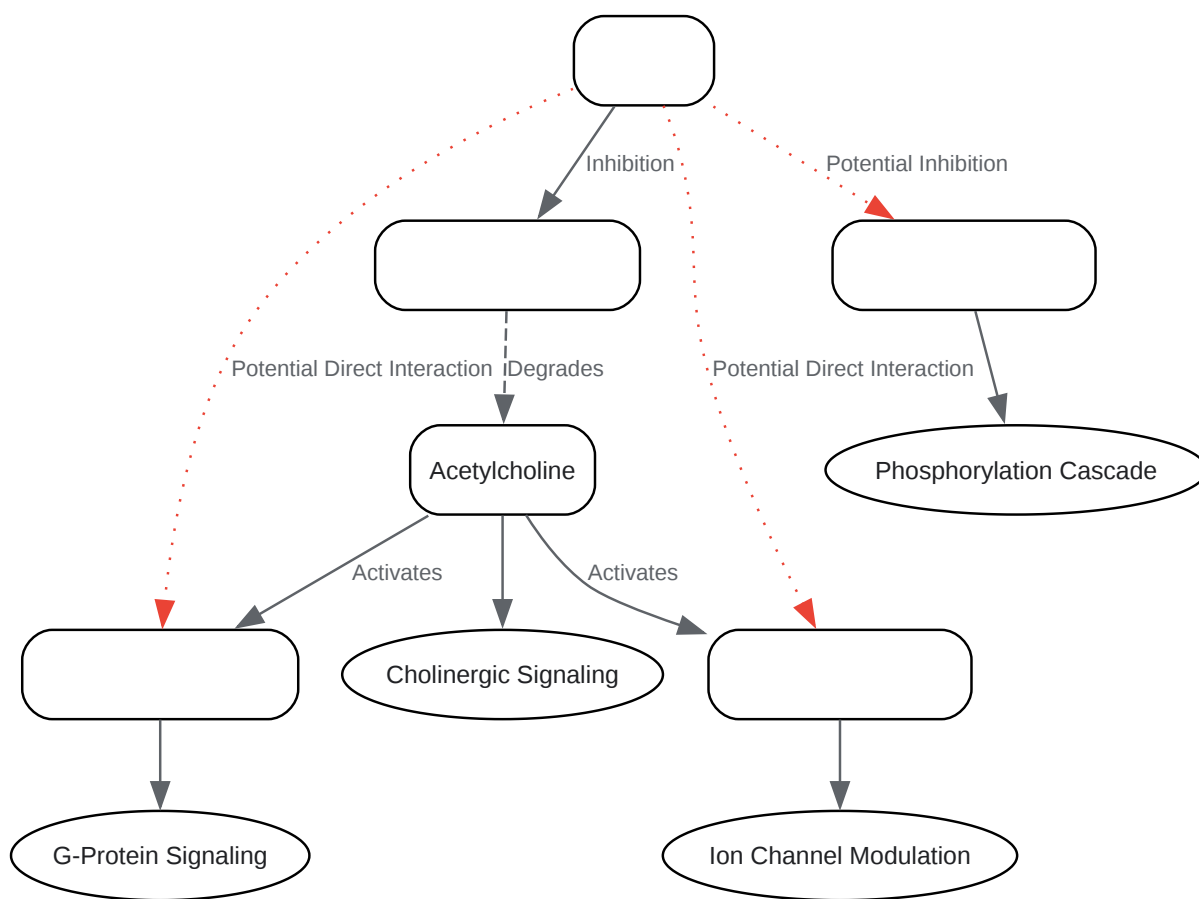 Inhibition
Potential Inhibition
Potential Direct Interaction
Degrades
Potential Direct Interaction
Acetylcholine
Phosphorylation Cascade
Activates
Activates
Cholinergic Signaling
G-Protein Signaling
Ion Channel Modulation